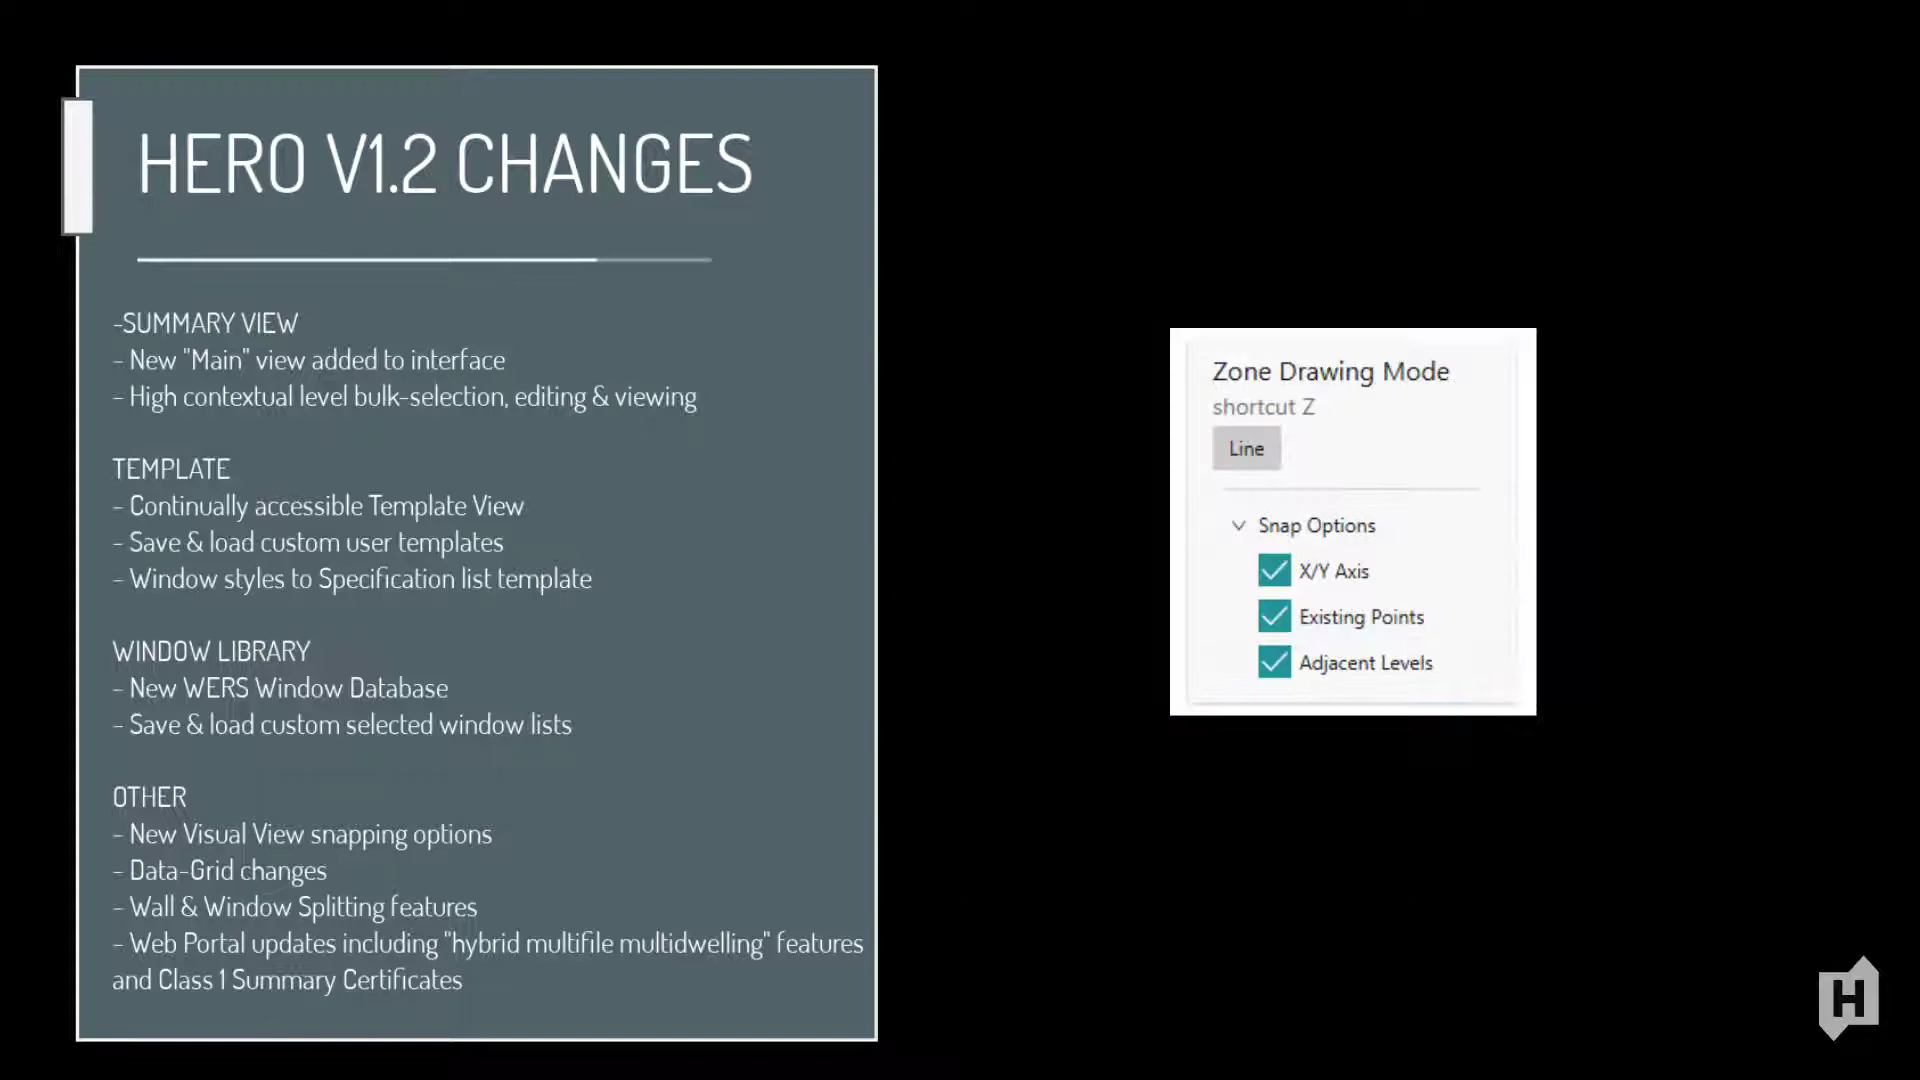 HERO V1.2 CHANGES
-SUMMARY VIEW
- New "Main" view added to interface
- High contextual level bulk-selection, editing & viewing
TEMPLATE
- Continually accessible Template View
- Save & load custom user templates
- Window styles to Specification list template
WINDOW LIBRARY
- New WERS Window Database
- Save & load custom selected window lists
OTHER
- New Visual View snapping options
- Data-Grid changes
- Wall & Window Splitting features
- Web Portal updates including "hybrid multifile multidwelling" features
and Class 1 Summary Certificates
Zone Drawing Mode
shortcut Z
Line
Snap Options
X/Y Axis
Existing Points
Adjacent Levels
H